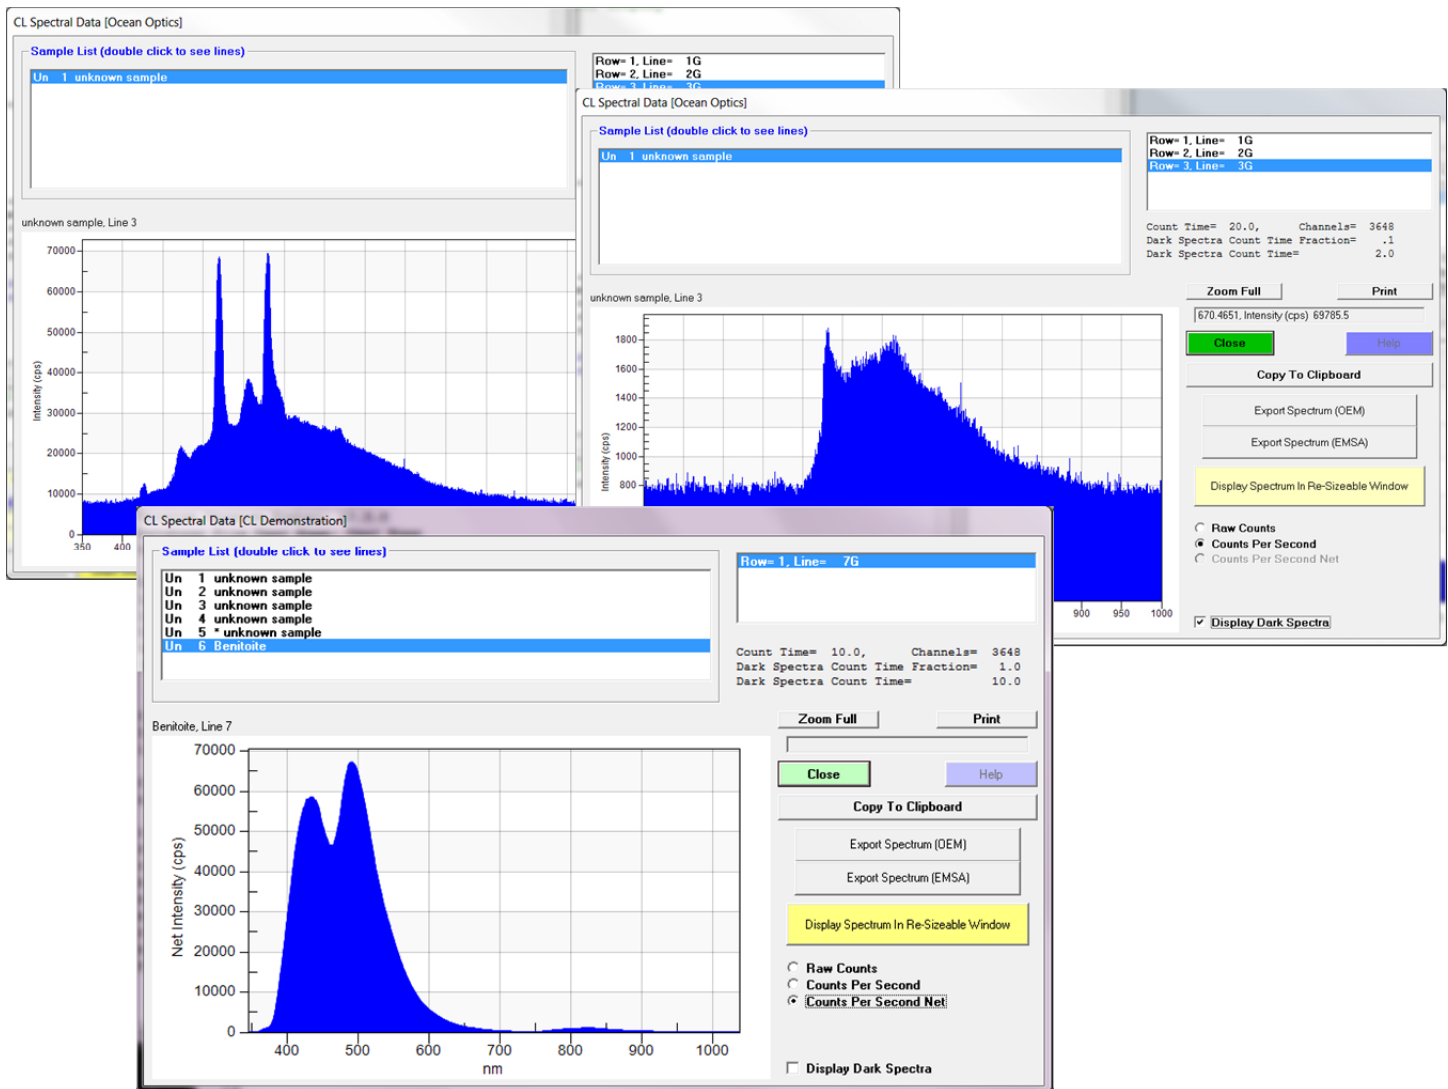 CL Spectral Data [Ocean Optics]
Sample List (double click to see lines)
Un 1 unknown sample
Row= 1, Line= 1G
Row= 2, Line= 2G
Row= 3, Line= 3G
unknown sample, Line 3
70000
60000
50000
40000
30000
20000
10000
0
Intensity (cps)
350 400
CL Spectral Data [Ocean Optics]
Sample List (double click to see lines)
Un 1 unknown sample
Row= 1, Line= 1G
Row= 2, Line= 2G
Row= 3, Line= 3G
Count Time= 20.0, Channels= 3648
Dark Spectra Count Time Fraction= .1
Dark Spectra Count Time= 2.0
unknown sample, Line 3
1800
1600
1400
1200
1000
800
Intensity (cps)
900 950 1000
Zoom Full Print
670.4651, Intensity (cps) 69785.5
Close Help
Copy To Clipboard
Export Spectrum (OEM)
Export Spectrum (EMSA)
Display Spectrum In Re-Sizeable Window
Raw Counts
Counts Per Second
Counts Per Second Net
Display Dark Spectra
CL Spectral Data [CL Demonstration]
Sample List (double click to see lines)
Un 1 unknown sample
Un 2 unknown sample
Un 3 unknown sample
Un 4 unknown sample
Un 5 * unknown sample
Un 6 Benitoite
Row= 1, Line= 7G
Count Time= 10.0, Channels= 3648
Dark Spectra Count Time Fraction= 1.0
Dark Spectra Count Time= 10.0
Benitoite, Line 7
70000
60000
50000
40000
30000
20000
10000
0
Net Intensity (cps)
400 500 600 700 800 900 1000
nm
Zoom Full Print
Close Help
Copy To Clipboard
Export Spectrum (OEM)
Export Spectrum (EMSA)
Display Spectrum In Re-Sizeable Window
Raw Counts
Counts Per Second
Counts Per Second Net
Display Dark Spectra